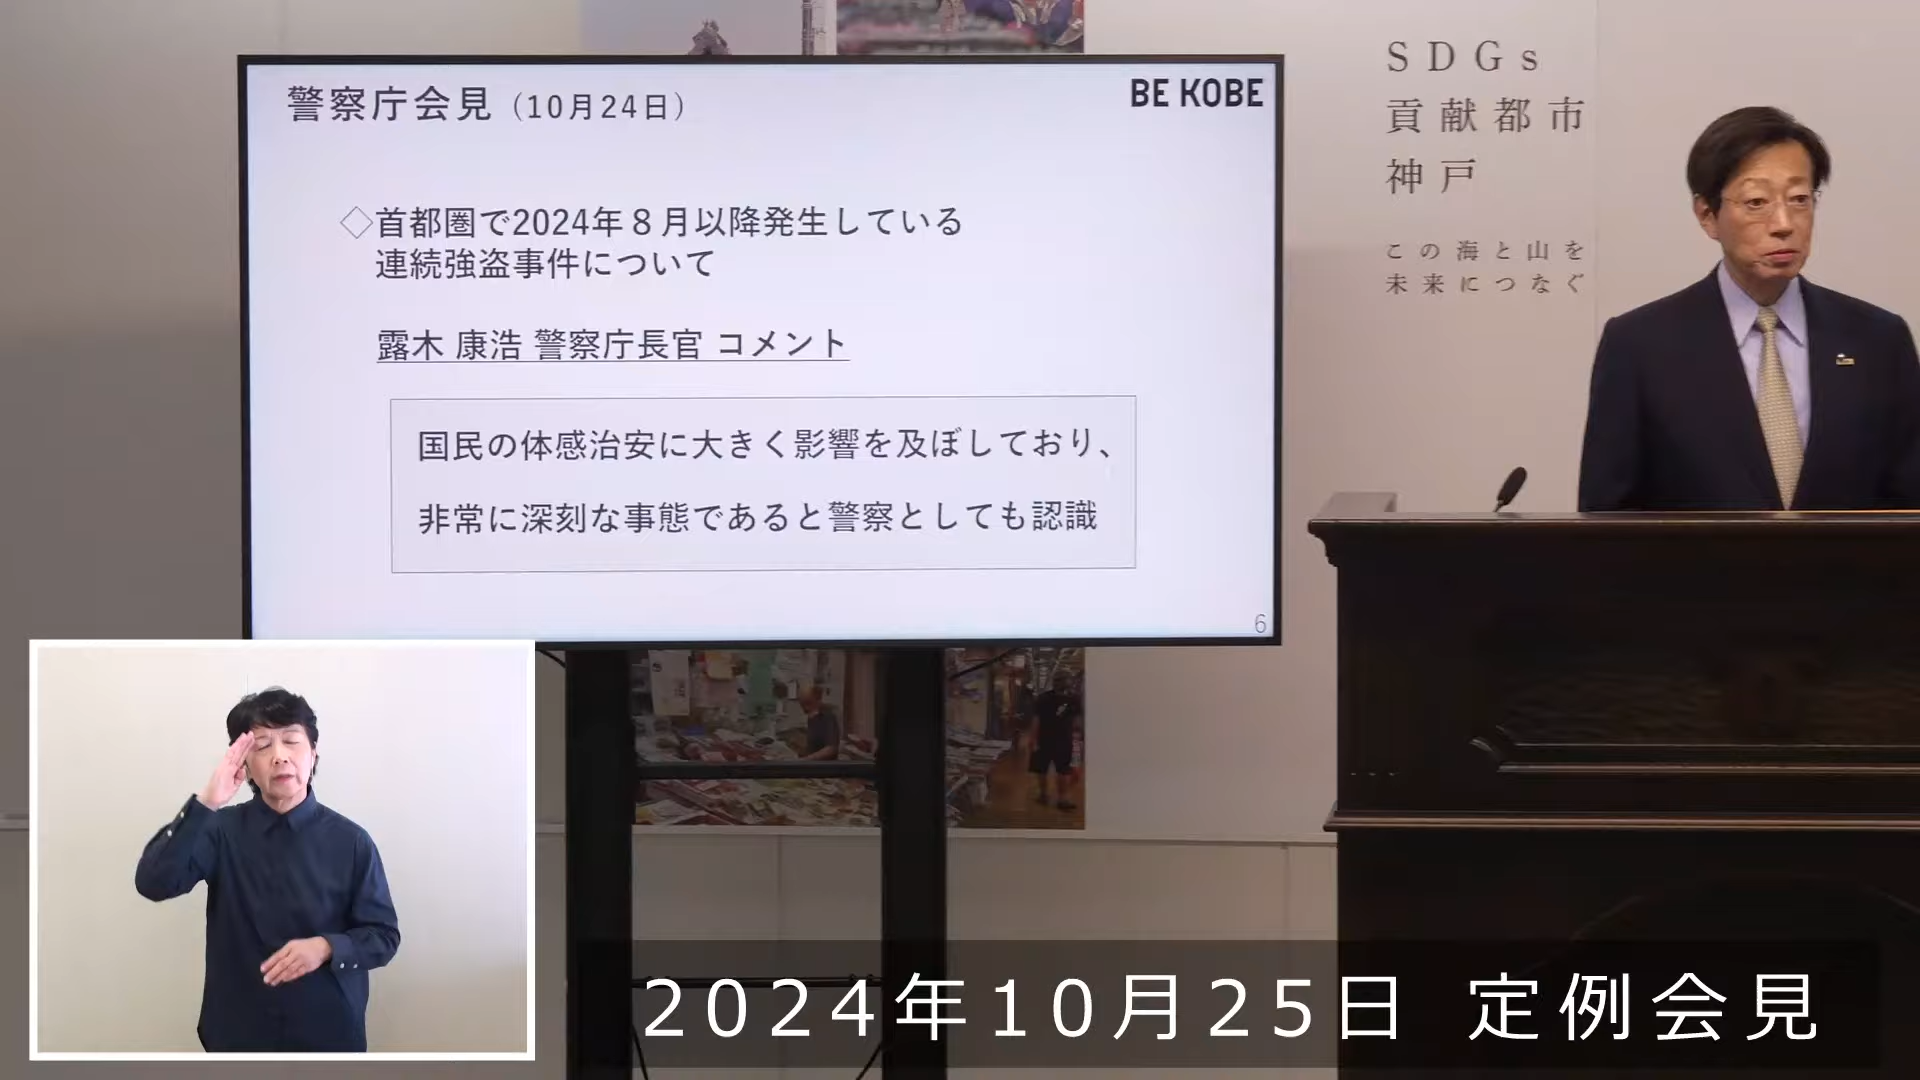 警察庁会見（10月24日）
BE KOBE
◇首都圏で2024年８月以降発生している
連続強盗事件について
露木 康浩 警察庁長官 コメント
国民の体感治安に大きく影響を及ぼしており、
非常に深刻な事態であると警察としても認識
6
SDGs
貢献都市
神戸
この海と山を
未来につなぐ
2024年10月25日 定例会見